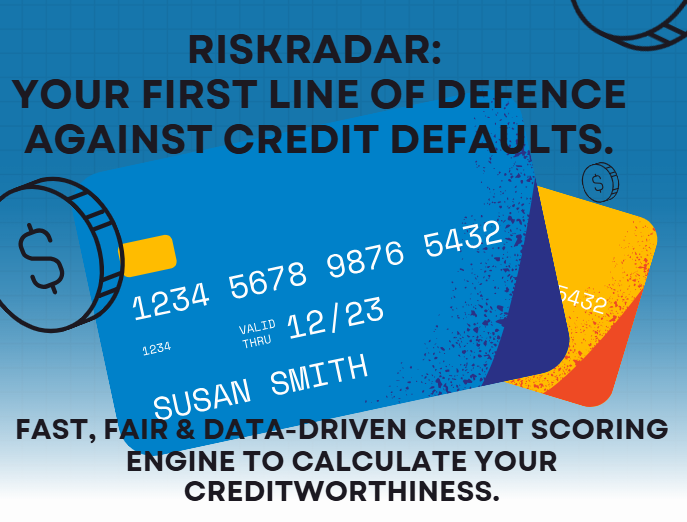 RISKRADAR:
YOUR FIRST LINE OF DEFENCE
AGAINST CREDIT DEFAULTS.
$
$
1234 5678 9876 5432
5432
1234
VALID
THRU
12/23
SUSAN SMITH
FAST, FAIR & DATA-DRIVEN CREDIT SCORING
ENGINE TO CALCULATE YOUR
CREDITWORTHINESS.